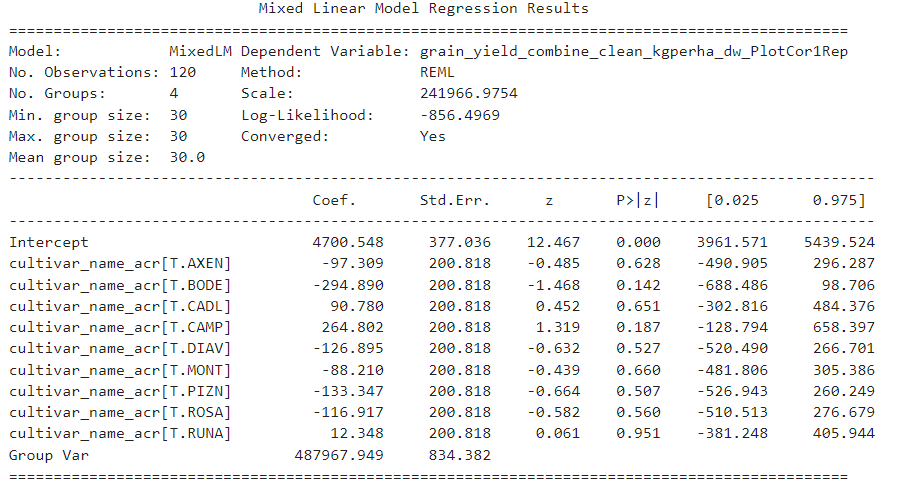 Mixed Linear Model Regression Results
Model: MixedLM Dependent Variable: grain_yield_combine_clean_kgperha_dw_PlotCor1Rep
No. Observations: 120 Method: REML
No. Groups: 4 Scale: 241966.9754
Min. group size: 30 Log-Likelihood: -856.4969
Max. group size: 30 Converged: Yes
Mean group size: 30.0
Coef. Std.Err. z P>|z| [0.025 0.975]
Intercept 4700.548 377.036 12.467 0.000 3961.571 5439.524
cultivar_name_acr[T.AXEN] -97.309 200.818 -0.485 0.628 -490.905 296.287
cultivar_name_acr[T.BODE] -294.890 200.818 -1.468 0.142 -688.486 98.706
cultivar_name_acr[T.CADL] 90.780 200.818 0.452 0.651 -302.816 484.376
cultivar_name_acr[T.CAMP] 264.802 200.818 1.319 0.187 -128.794 658.397
cultivar_name_acr[T.DIAV] -126.895 200.818 -0.632 0.527 -520.490 266.701
cultivar_name_acr[T.MONT] -88.210 200.818 -0.439 0.660 -481.806 305.386
cultivar_name_acr[T.PIZN] -133.347 200.818 -0.664 0.507 -526.943 260.249
cultivar_name_acr[T.ROSA] -116.917 200.818 -0.582 0.560 -510.513 276.679
cultivar_name_acr[T.RUNA] 12.348 200.818 0.061 0.951 -381.248 405.944
Group Var 487967.949 834.382